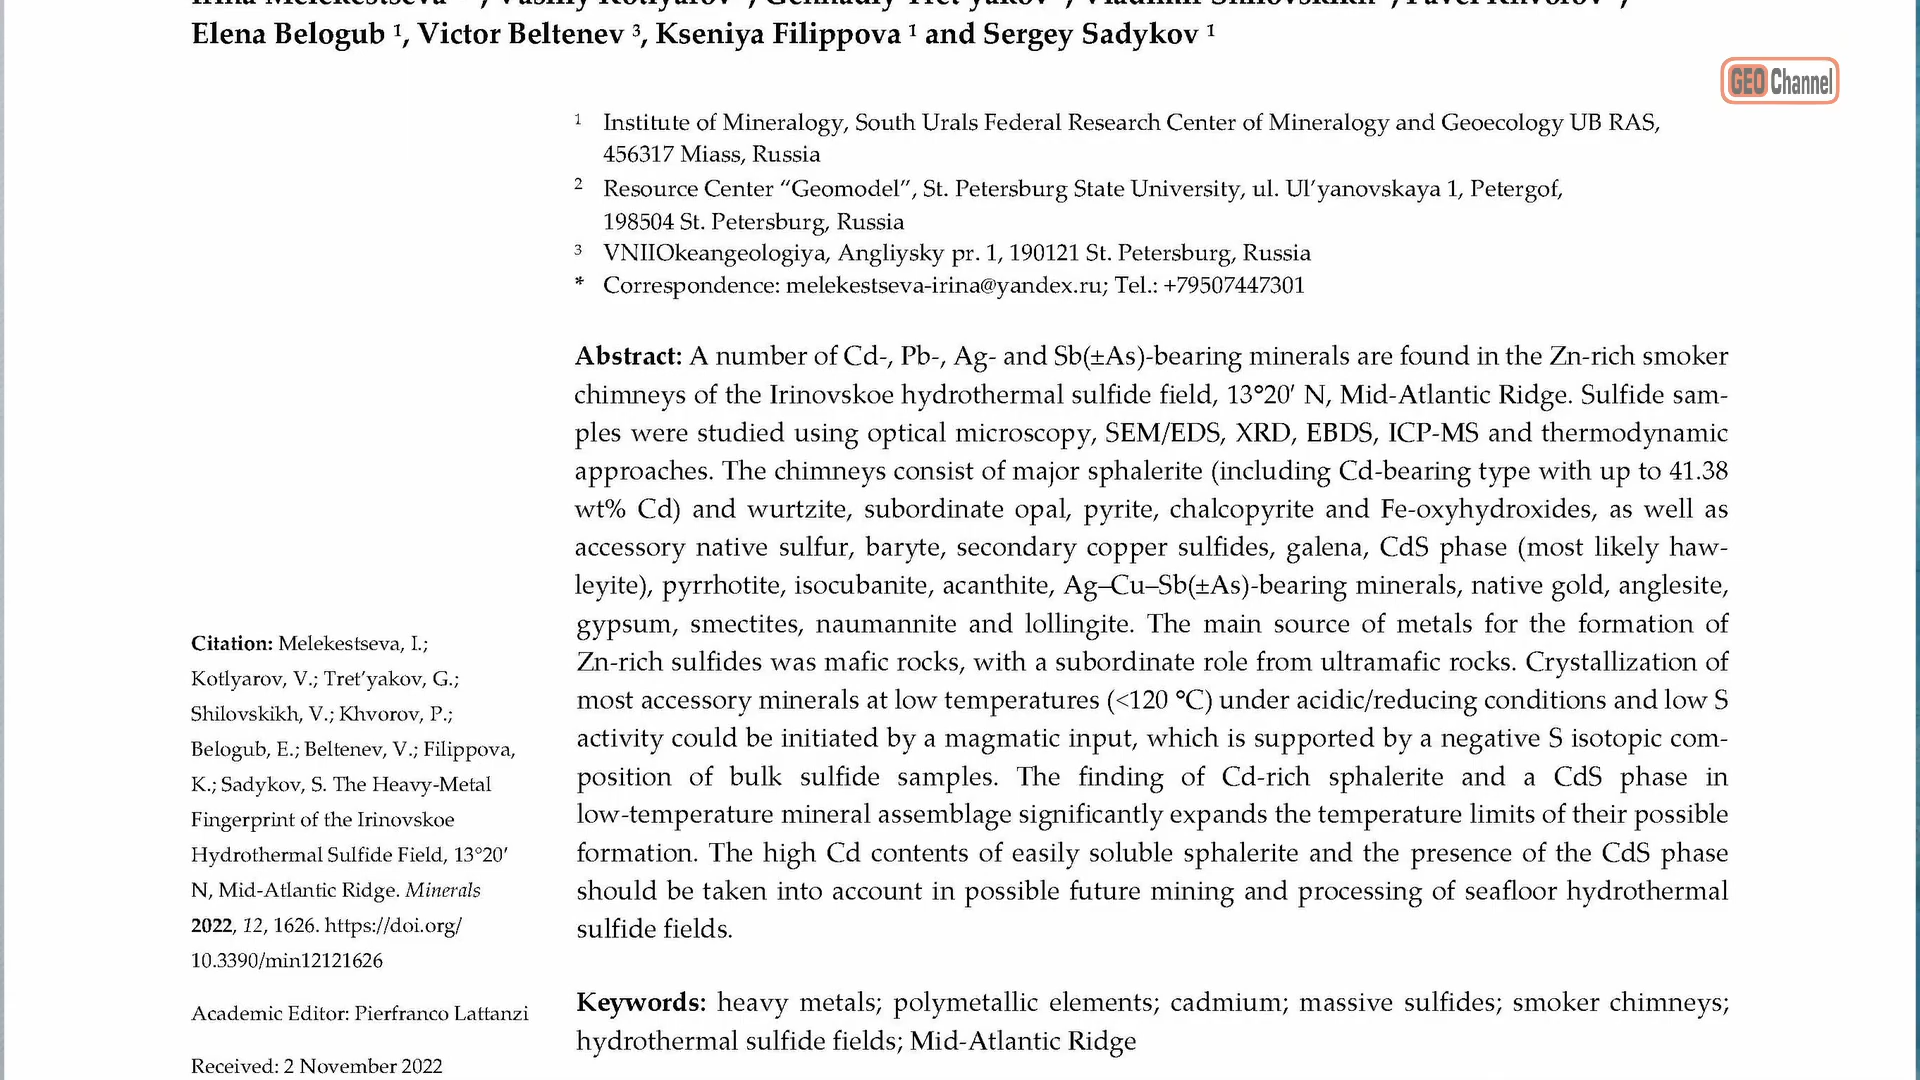 Irina Melekestseva, Vasiliy Kotlyarov, Gennadiy Tret'yakov, Vladimir Shilovskikh, Pavel Khvorov
Elena Belogub ¹, Victor Beltenev ³, Kseniya Filippova ¹ and Sergey Sadykov ¹
GEO Channel
1 Institute of Mineralogy, South Urals Federal Research Center of Mineralogy and Geoecology UB RAS,
456317 Miass, Russia
2 Resource Center “Geomodel”, St. Petersburg State University, ul. Ul’yanovskaya 1, Petergof,
198504 St. Petersburg, Russia
3 VNIIOkeangeologiya, Angliysky pr. 1, 190121 St. Petersburg, Russia
* Correspondence: melekestseva-irina@yandex.ru; Tel.: +79507447301
Abstract: A number of Cd-, Pb-, Ag- and Sb(±As)-bearing minerals are found in the Zn-rich smoker
chimneys of the Irinovskoe hydrothermal sulfide field, 13°20′ N, Mid-Atlantic Ridge. Sulfide sam-
ples were studied using optical microscopy, SEM/EDS, XRD, EBDS, ICP-MS and thermodynamic
approaches. The chimneys consist of major sphalerite (including Cd-bearing type with up to 41.38
wt% Cd) and wurtzite, subordinate opal, pyrite, chalcopyrite and Fe-oxyhydroxides, as well as
accessory native sulfur, baryte, secondary copper sulfides, galena, CdS phase (most likely haw-
leyite), pyrrhotite, isocubanite, acanthite, Ag–Cu–Sb(±As)-bearing minerals, native gold, anglesite,
gypsum, smectites, naumannite and lollingite. The main source of metals for the formation of
Zn-rich sulfides was mafic rocks, with a subordinate role from ultramafic rocks. Crystallization of
most accessory minerals at low temperatures (<120 °C) under acidic/reducing conditions and low S
activity could be initiated by a magmatic input, which is supported by a negative S isotopic com-
position of bulk sulfide samples. The finding of Cd-rich sphalerite and a CdS phase in
low-temperature mineral assemblage significantly expands the temperature limits of their possible
formation. The high Cd contents of easily soluble sphalerite and the presence of the CdS phase
should be taken into account in possible future mining and processing of seafloor hydrothermal
sulfide fields.
Keywords: heavy metals; polymetallic elements; cadmium; massive sulfides; smoker chimneys;
hydrothermal sulfide fields; Mid-Atlantic Ridge
Citation: Melekestseva, I.;
Kotlyarov, V.; Tret’yakov, G.;
Shilovskikh, V.; Khvorov, P.;
Belogub, E.; Beltenev, V.; Filippova,
K.; Sadykov, S. The Heavy-Metal
Fingerprint of the Irinovskoe
Hydrothermal Sulfide Field, 13°20′
N, Mid-Atlantic Ridge. Minerals
2022, 12, 1626. https://doi.org/
10.3390/min12121626
Academic Editor: Pierfranco Lattanzi
Received: 2 November 2022